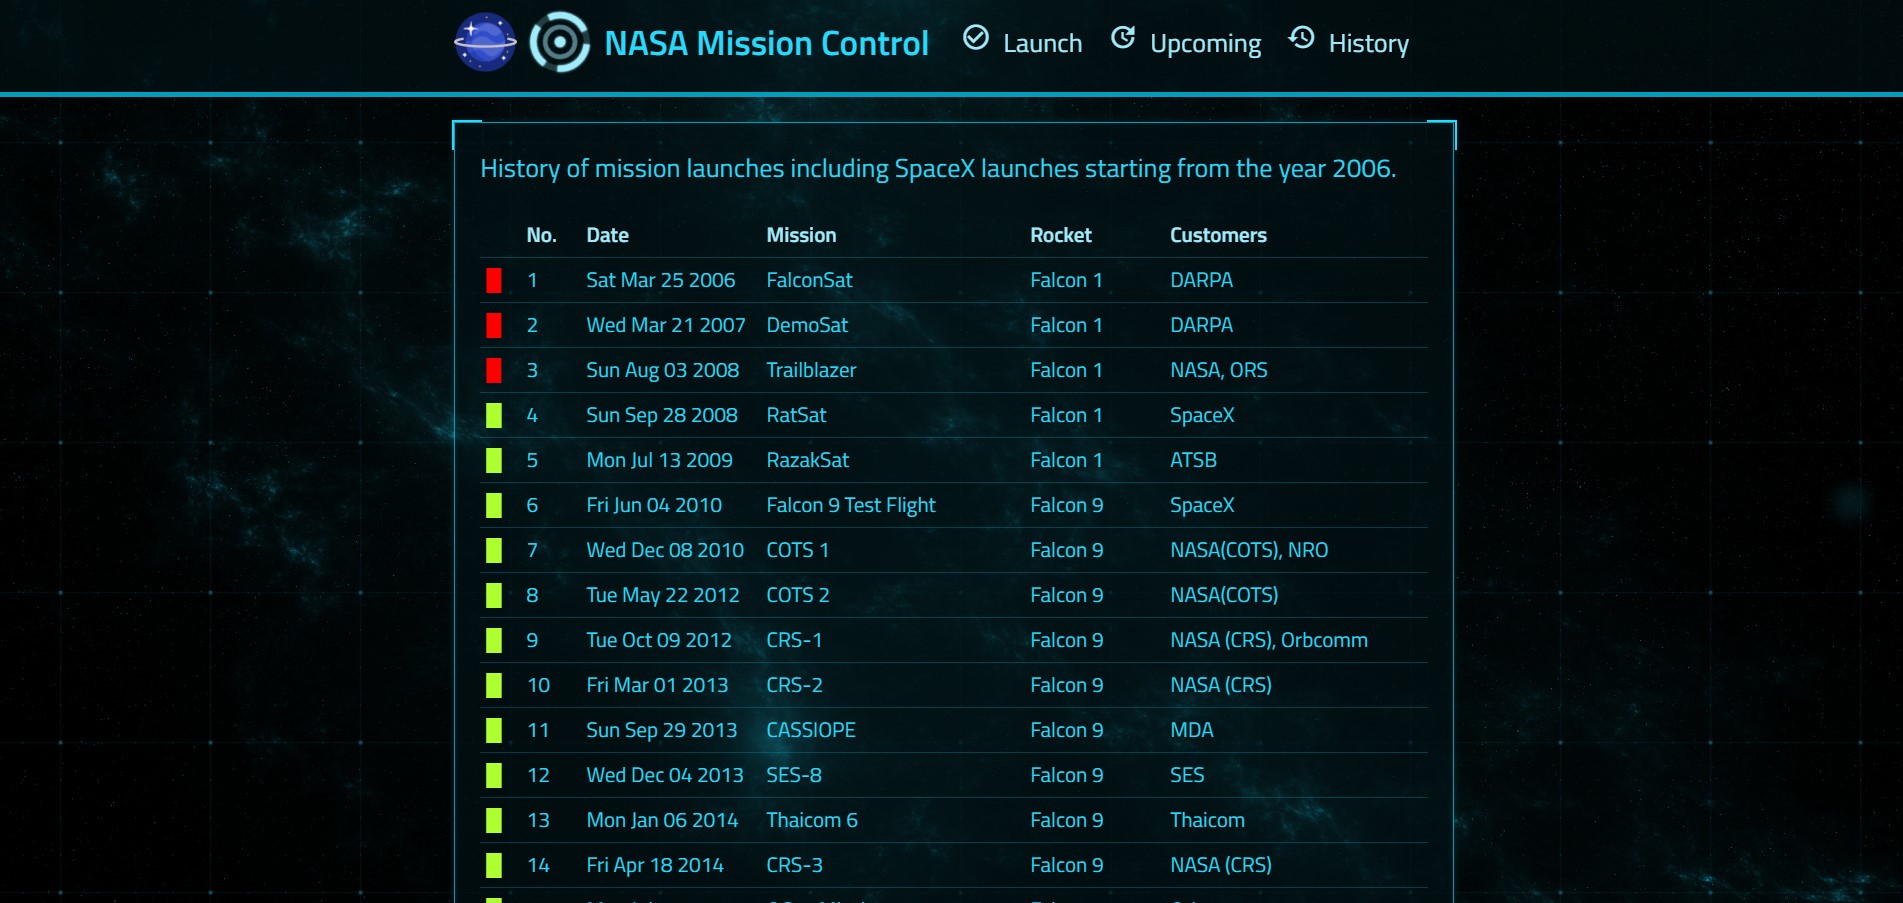 NASA Mission Control Launch Upcoming History
History of mission launches including SpaceX launches starting from the year 2006.
No. Date Mission Rocket Customers
1 Sat Mar 25 2006 FalconSat Falcon 1 DARPA
2 Wed Mar 21 2007 DemoSat Falcon 1 DARPA
3 Sun Aug 03 2008 Trailblazer Falcon 1 NASA, ORS
4 Sun Sep 28 2008 RatSat Falcon 1 SpaceX
5 Mon Jul 13 2009 RazakSat Falcon 1 ATSB
6 Fri Jun 04 2010 Falcon 9 Test Flight Falcon 9 SpaceX
7 Wed Dec 08 2010 COTS 1 Falcon 9 NASA(COTS), NRO
8 Tue May 22 2012 COTS 2 Falcon 9 NASA(COTS)
9 Tue Oct 09 2012 CRS-1 Falcon 9 NASA (CRS), Orbcomm
10 Fri Mar 01 2013 CRS-2 Falcon 9 NASA (CRS)
11 Sun Sep 29 2013 CASSIOPE Falcon 9 MDA
12 Wed Dec 04 2013 SES-8 Falcon 9 SES
13 Mon Jan 06 2014 Thaicom 6 Falcon 9 Thaicom
14 Fri Apr 18 2014 CRS-3 Falcon 9 NASA (CRS)